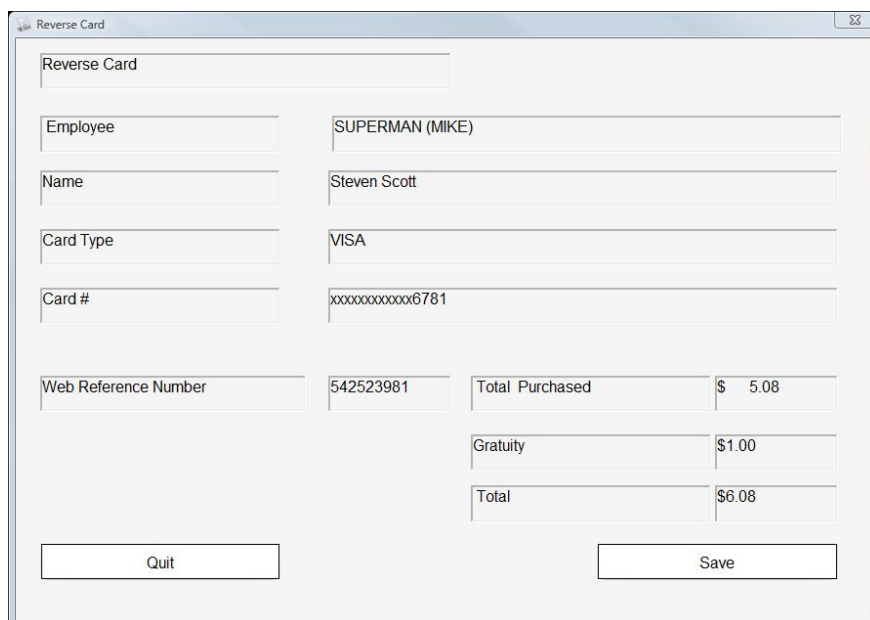 Reverse Card
Reverse Card
Employee SUPERMAN (MIKE)
Name Steven Scott
Card Type VISA
Card # xxxxxxxxxxxx6781
Web Reference Number 542523981 Total Purchased $ 5.08
Gratuity $1.00
Total $6.08
Quit Save